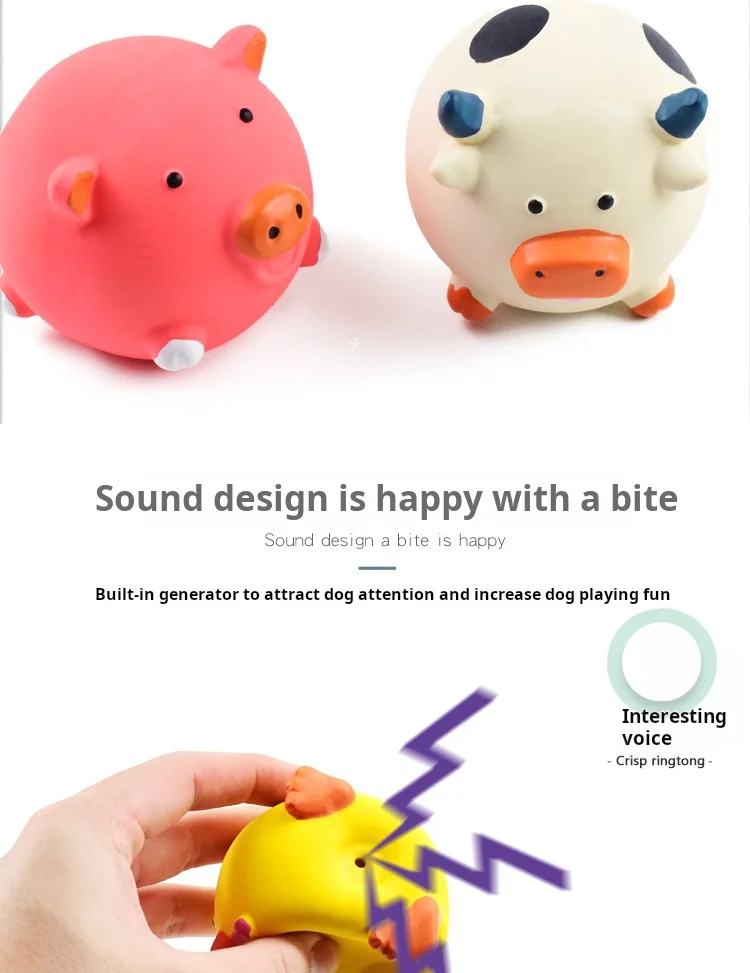 Sound design is happy with a bite
Sound design a bite is happy
Built-in generator to attract dog attention and increase dog playing fun
Interesting
voice
- Crisp ringtong -